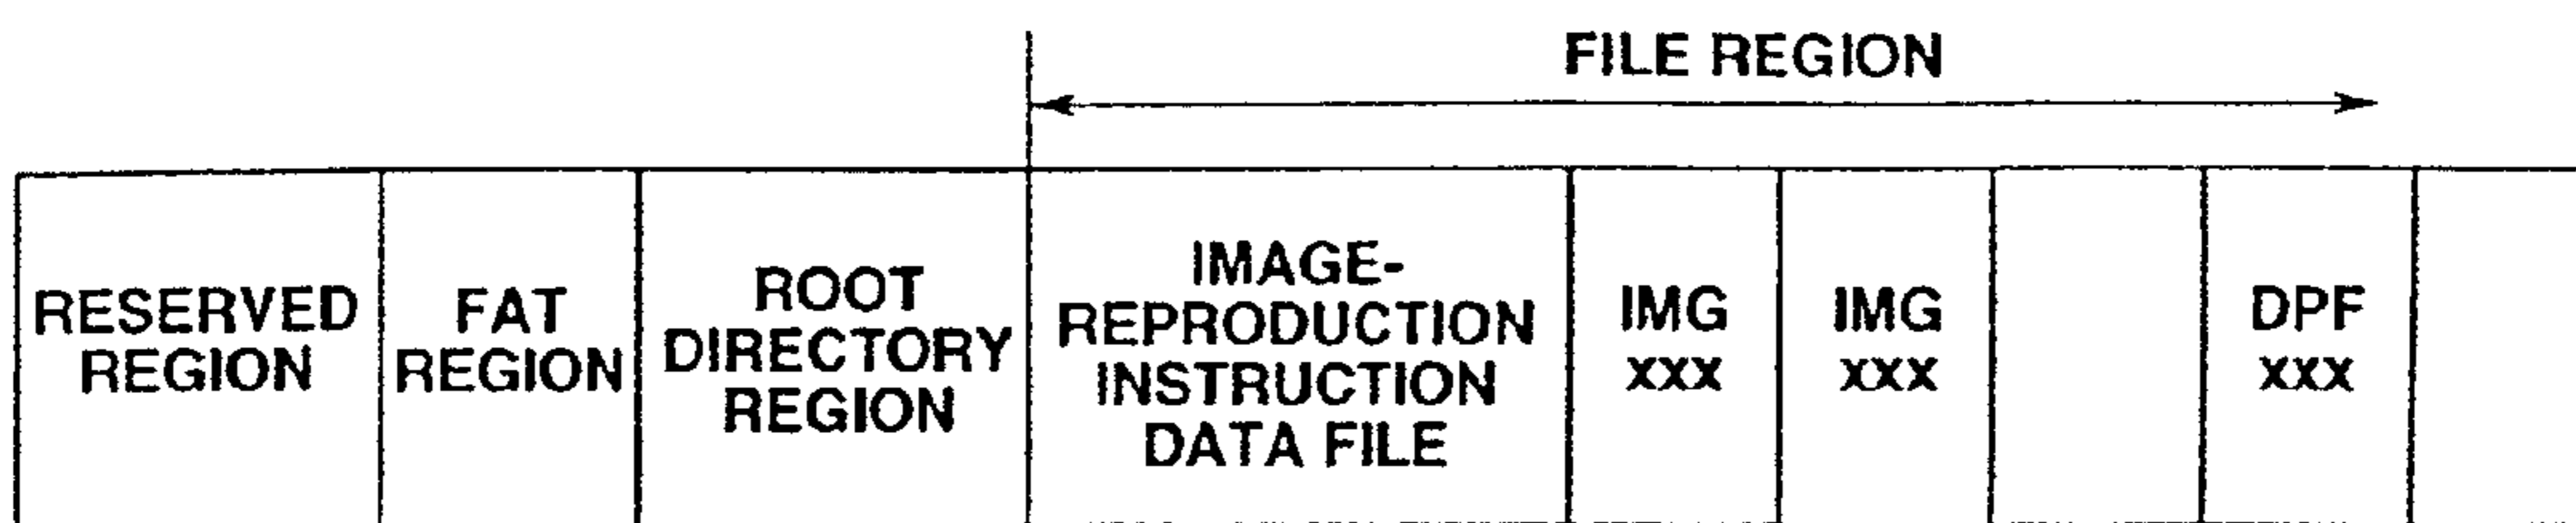 FILE REGION
RESERVED
REGION
FAT
REGION
ROOT
DIRECTORY
REGION
IMAGE-
REPRODUCTION
INSTRUCTION
DATA FILE
IMG
xxx
IMG
xxx
DPF
xxx